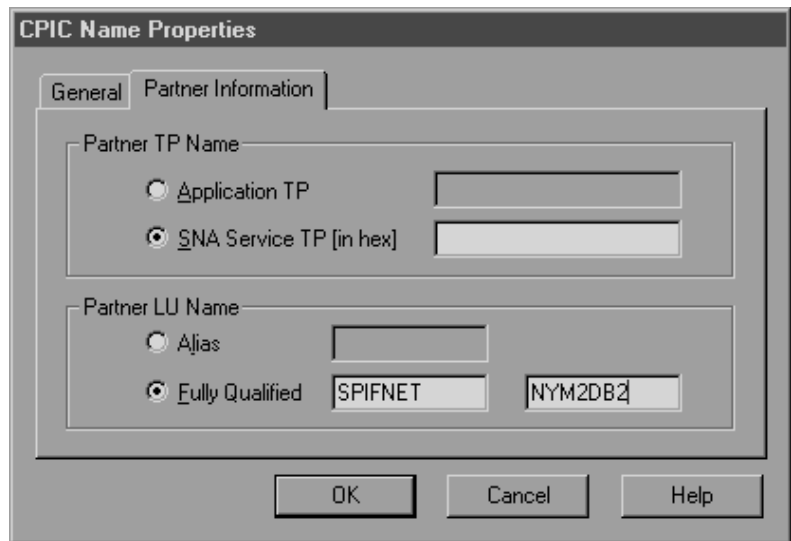 CPIC Name Properties
General Partner Information
Partner TP Name
Application TP
SNA Service TP [in hex]
Partner LU Name
Alias
Fully Qualified SPIFNET NYM2DB2
OK Cancel Help